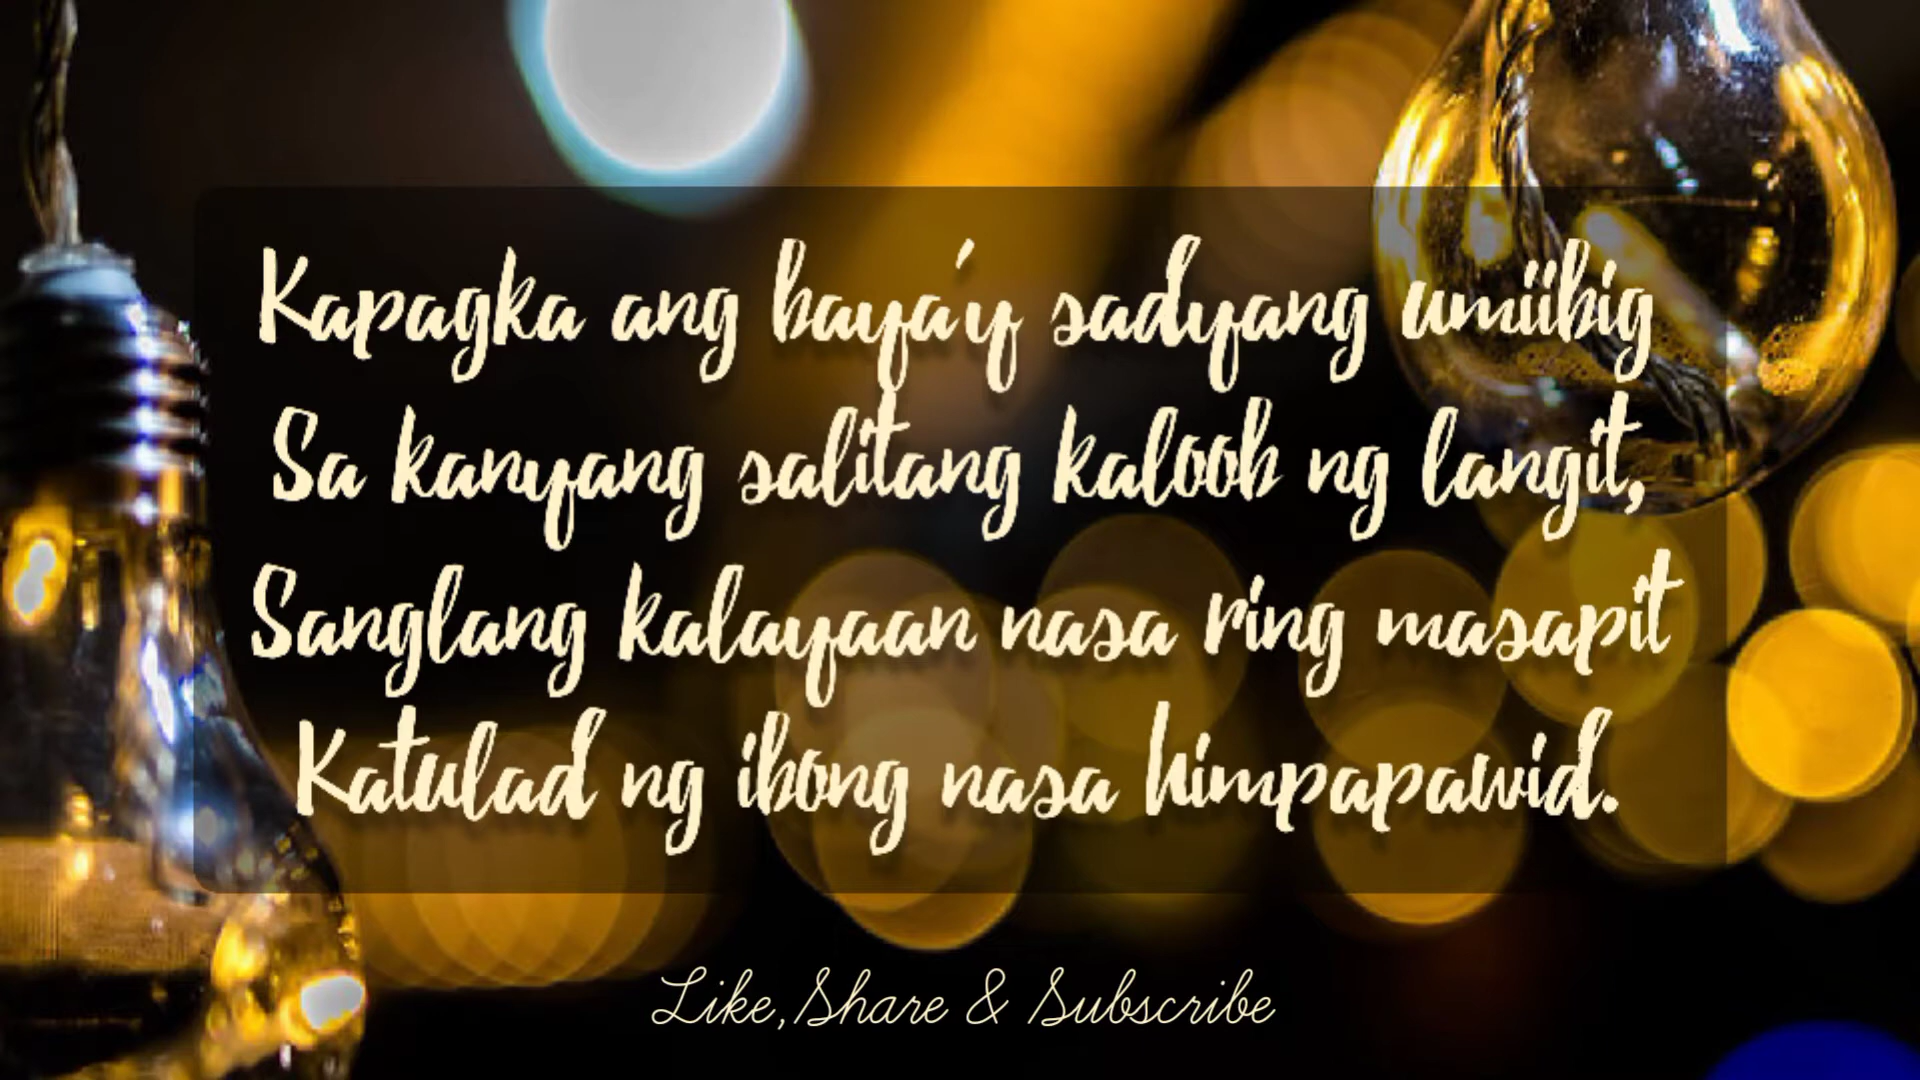 Kapagka ang baya'y sadyang umiibig
Sa kanyang salitang kaloob ng langit,
Sanglang kalayaan nasa ring masapit
Katulad ng ibong nasa himpapawid.
Like, Share & Subscribe